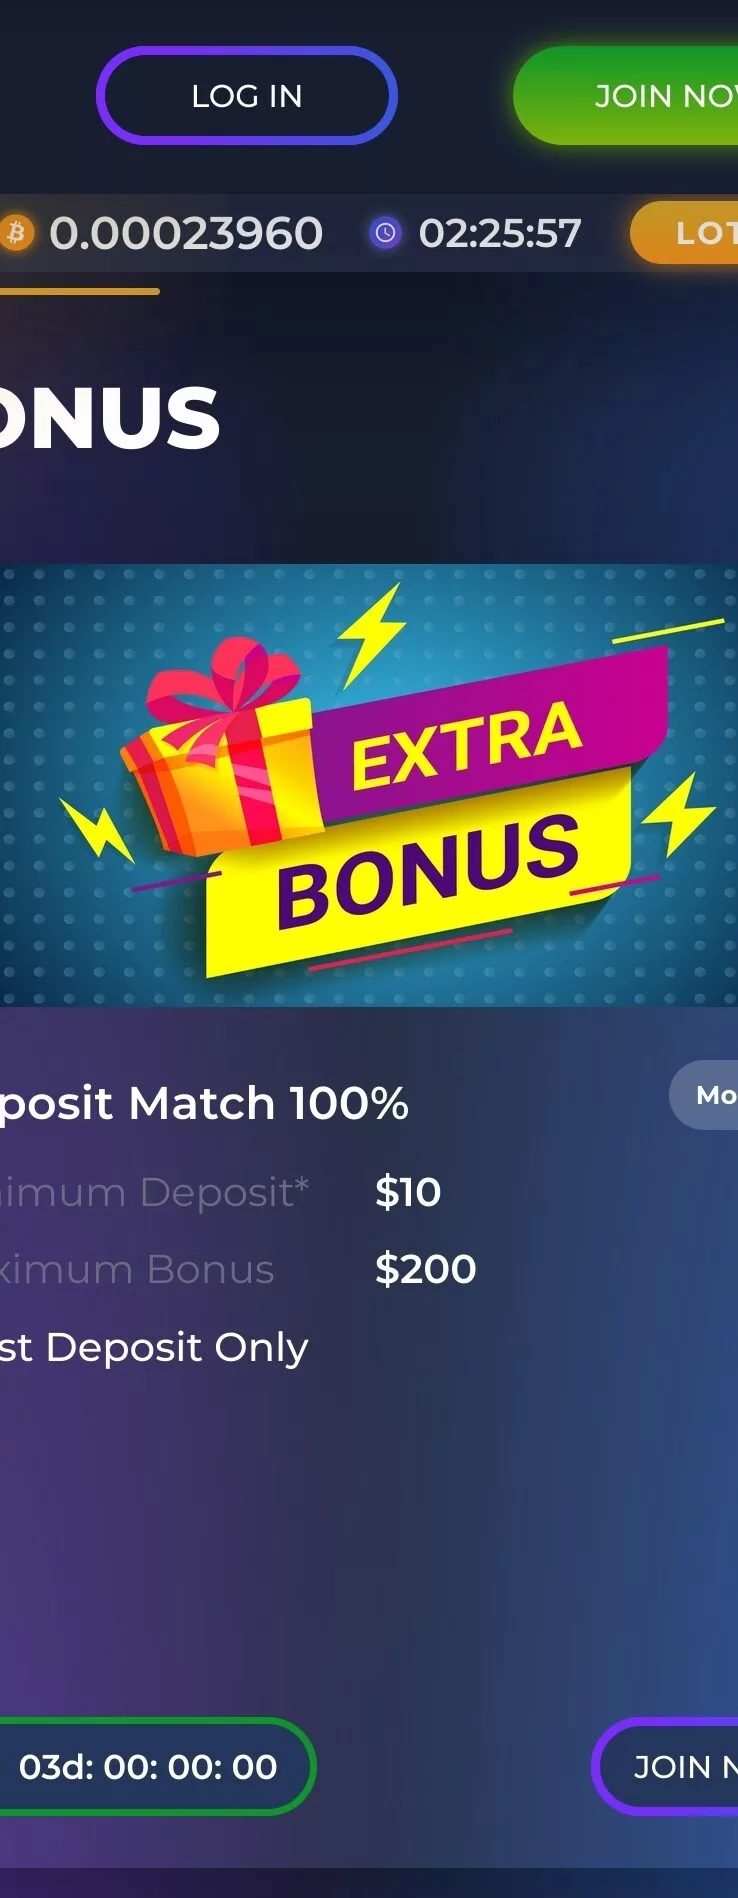 LOG IN
JOIN NOW
0.00023960
02:25:57
LOT
ONUS
EXTRA
BONUS
posit Match 100%
Mo
imum Deposit*
$10
ximum Bonus
$200
st Deposit Only
03d: 00: 00: 00
JOIN N